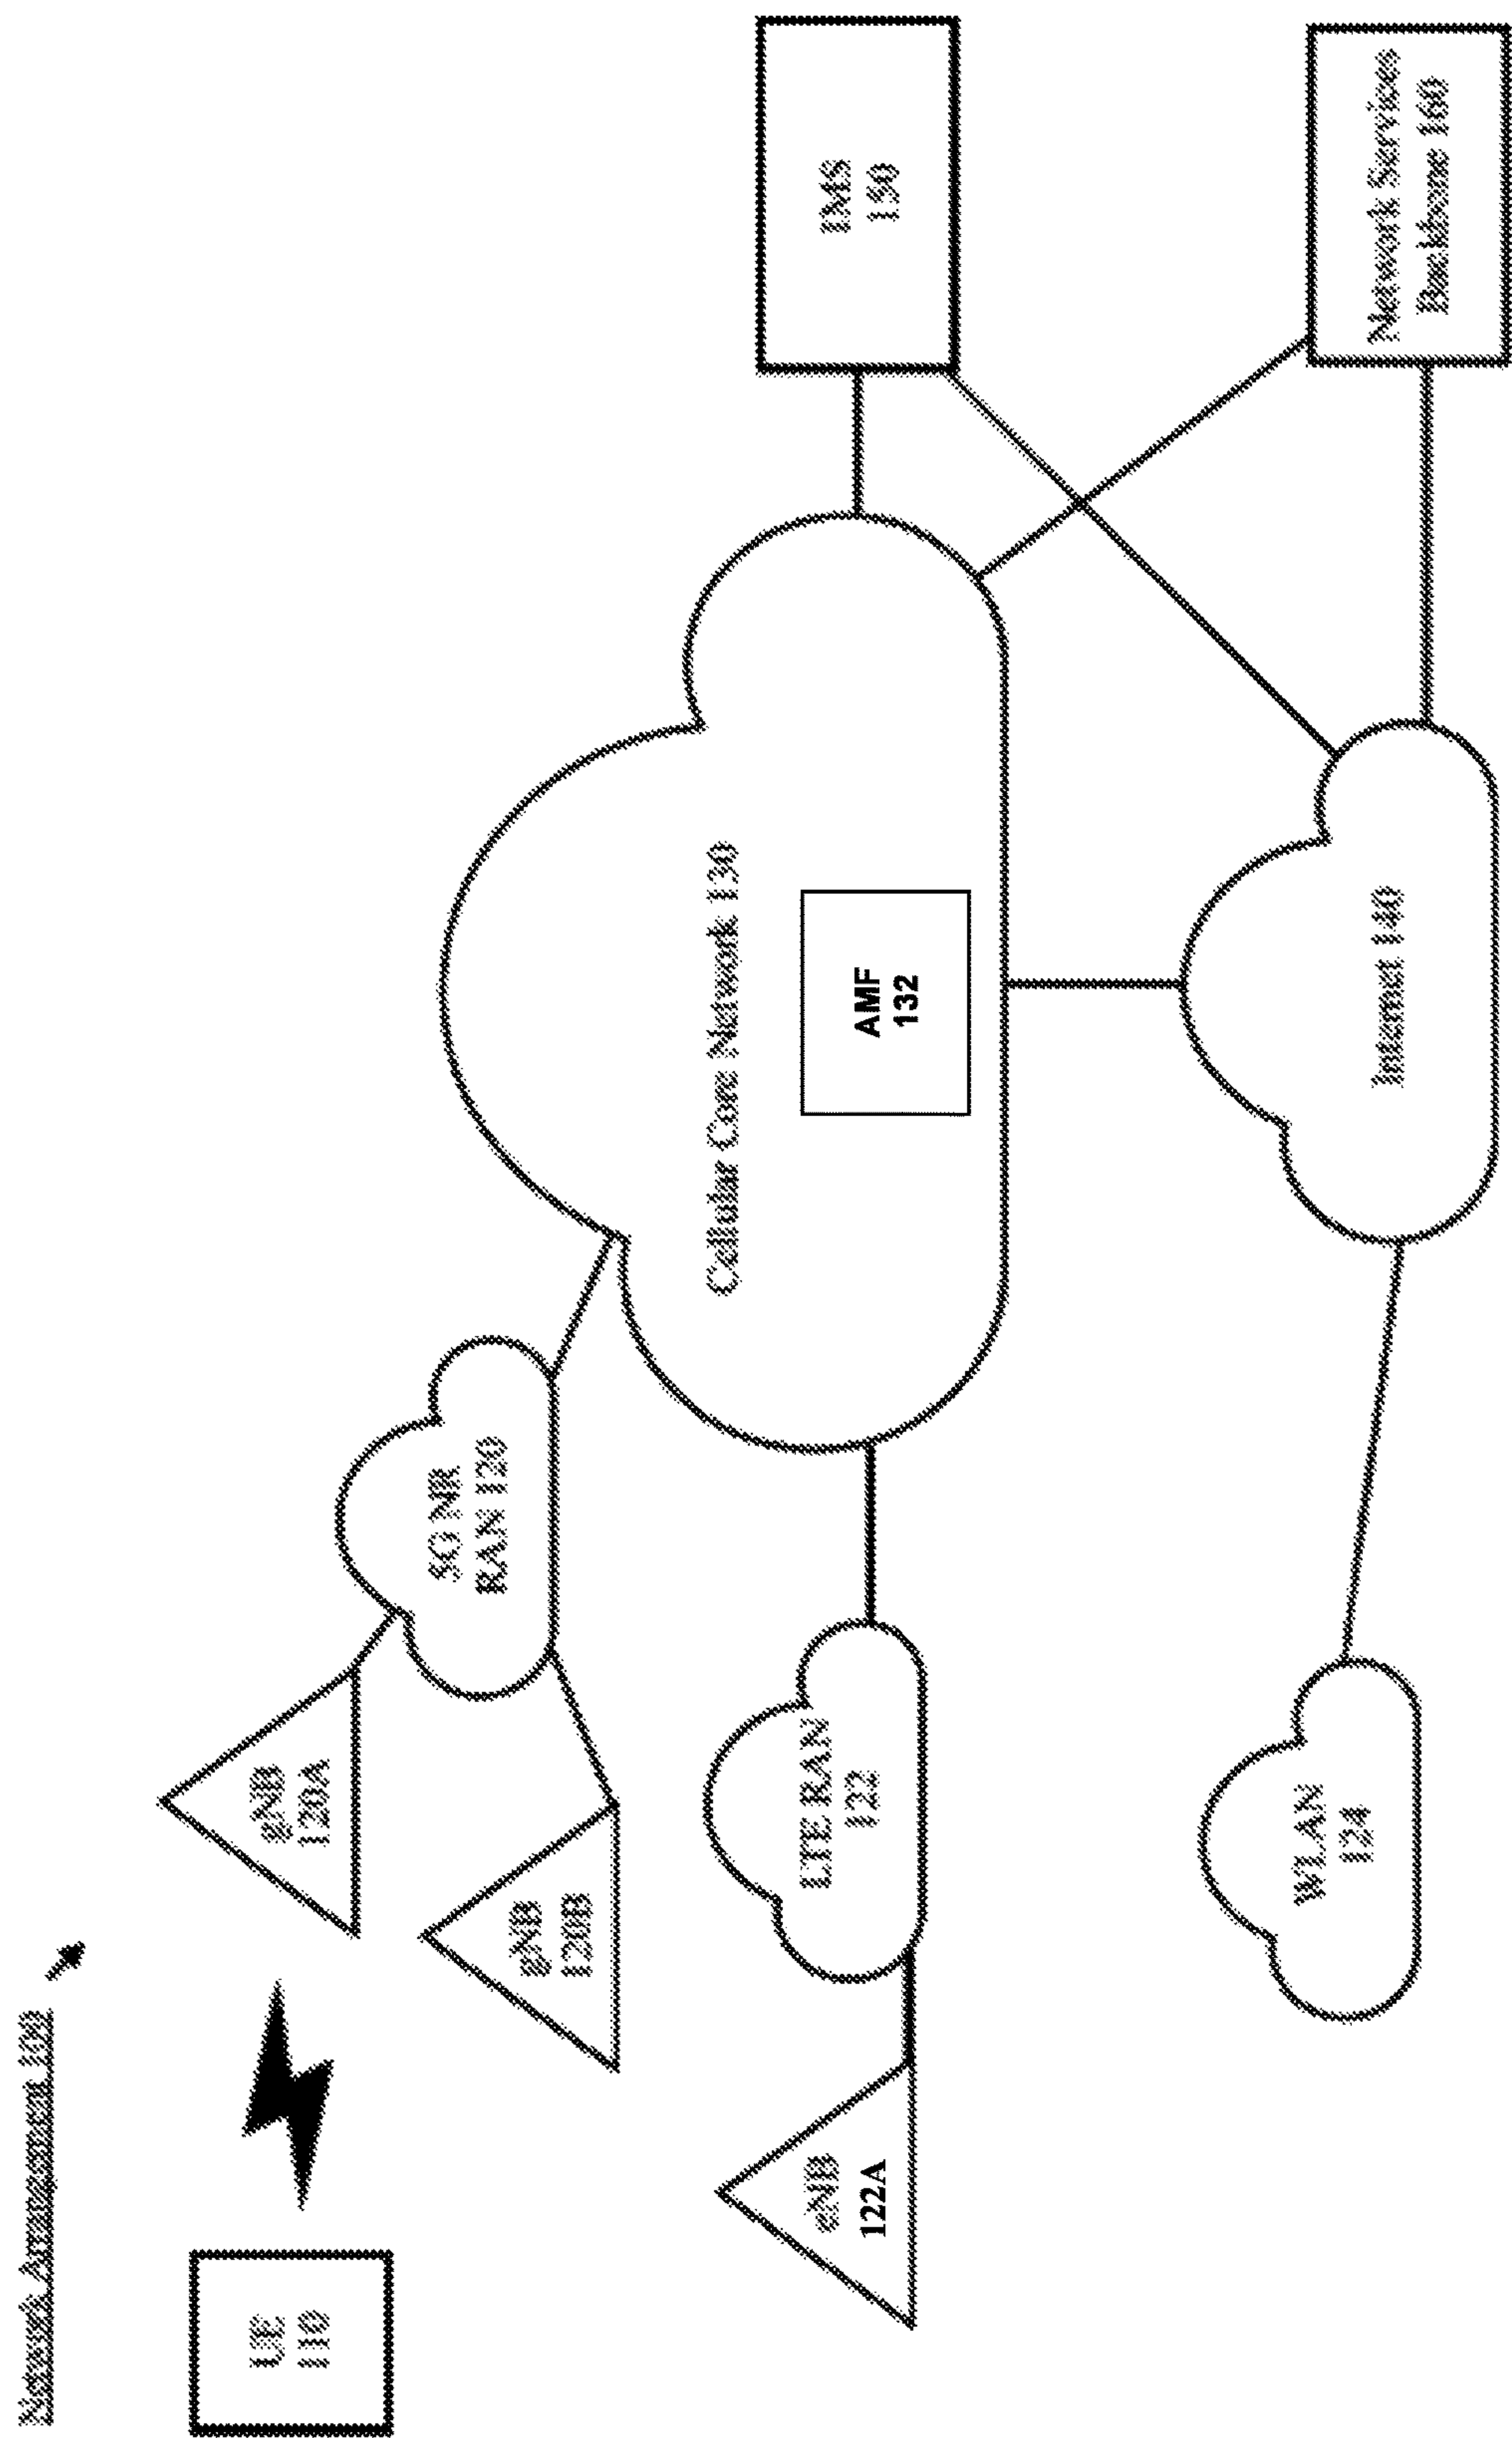 Network Arrangement 100
UE
110
gNB
120A
gNB
120B
5G NR
RAN 120
eNB
122A
LTE RAN
122
WLAN
124
Cellular Core Network 130
AMF
132
Internet 140
IMS
150
Network Services
Backbone 160